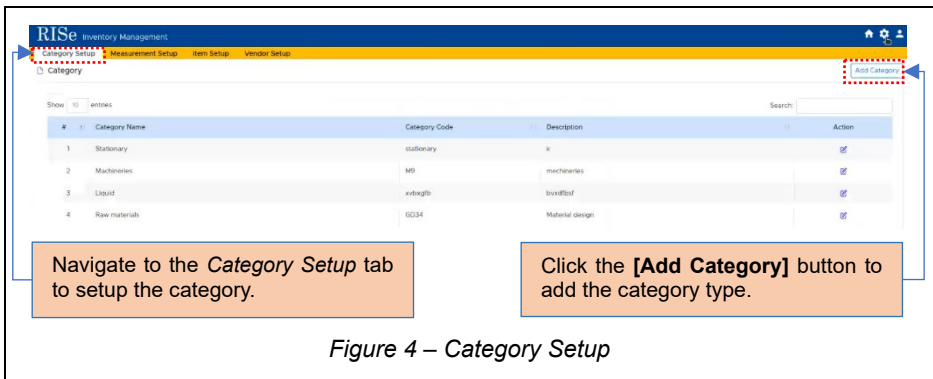 RISe Inventory Management
Category Setup Measurement Setup Item Setup Vendor Setup
Category
Add Category
Show 10 entries
Search:
# Category Name Category Code Description Action
1 Stationary stationary k
2 Machineries M9 mechineries
3 Liquid xvbxgfb bvxdfbsf
4 Raw materials GD34 Material design
Navigate to the Category Setup tab
to setup the category.
Click the [Add Category] button to
add the category type.
Figure 4 – Category Setup